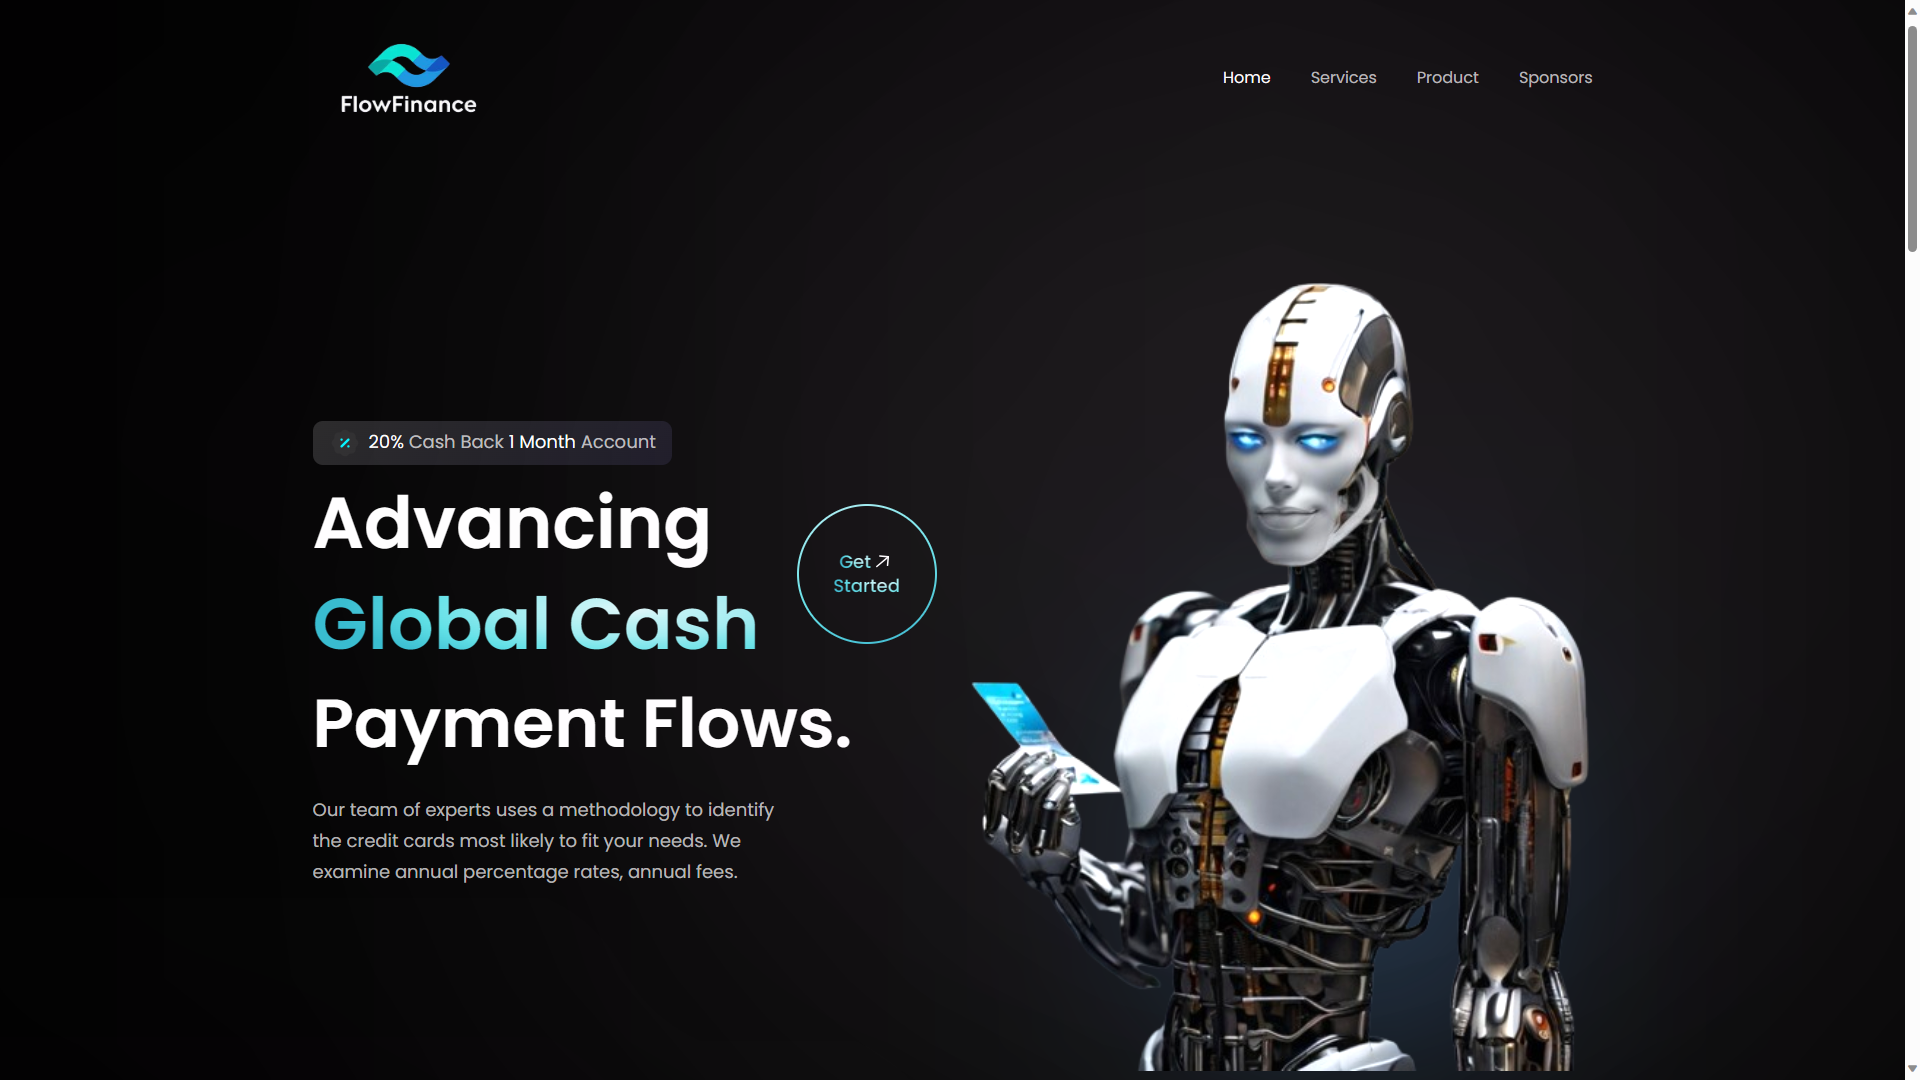 FlowFinance
Home Services Product Sponsors
20% Cash Back 1 Month Account
Advancing
Global Cash
Payment Flows.
Get
Started
Our team of experts uses a methodology to identify
the credit cards most likely to fit your needs. We
examine annual percentage rates, annual fees.